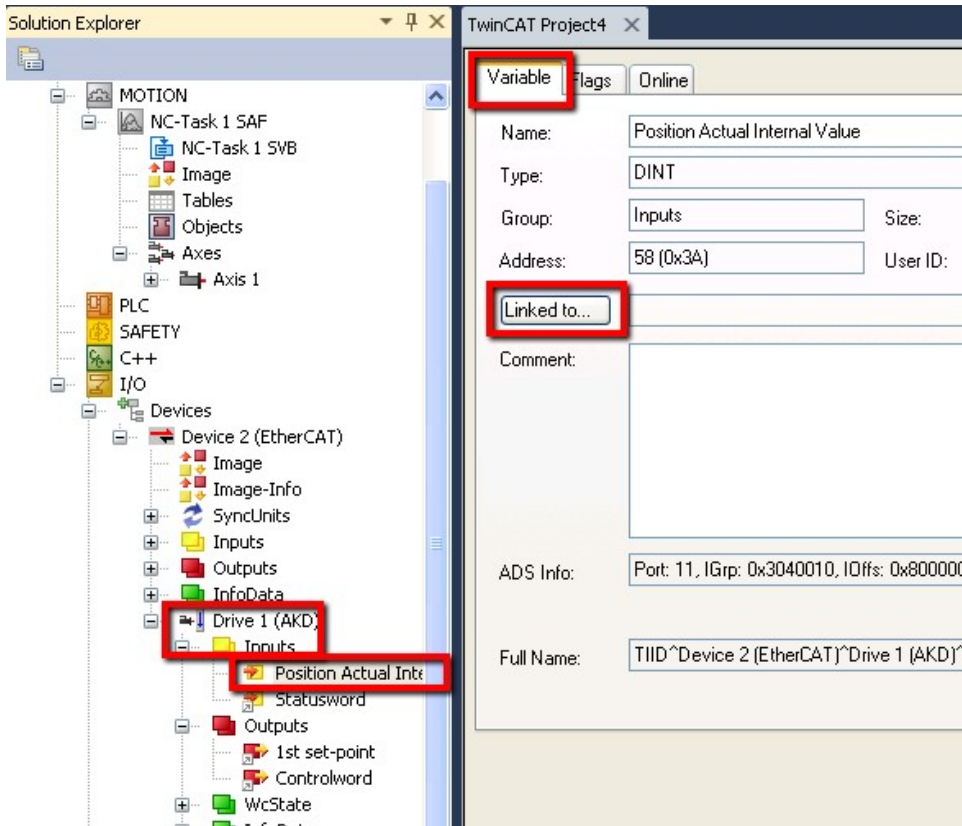 Solution Explorer
MOTION
NC-Task 1 SAF
NC-Task 1 SVB
Image
Tables
Objects
Axes
Axis 1
PLC
SAFETY
C++
I/O
Devices
Device 2 (EtherCAT)
Image
Image-Info
SyncUnits
Inputs
Outputs
InfoData
Drive 1 (AKD)
Inputs
Position Actual Inte
Statusword
Outputs
1st set-point
Controlword
WcState
TwinCAT Project4
Variable Flags Online
Name: Position Actual Internal Value
Type: DINT
Group: Inputs Size:
Address: 58 (0x3A) User ID:
Linked to...
Comment:
ADS Info: Port: 11, IGrp: 0x3040010, IOffs: 0x800000
Full Name: TIID^Device 2 (EtherCAT)^Drive 1 (AKD)^